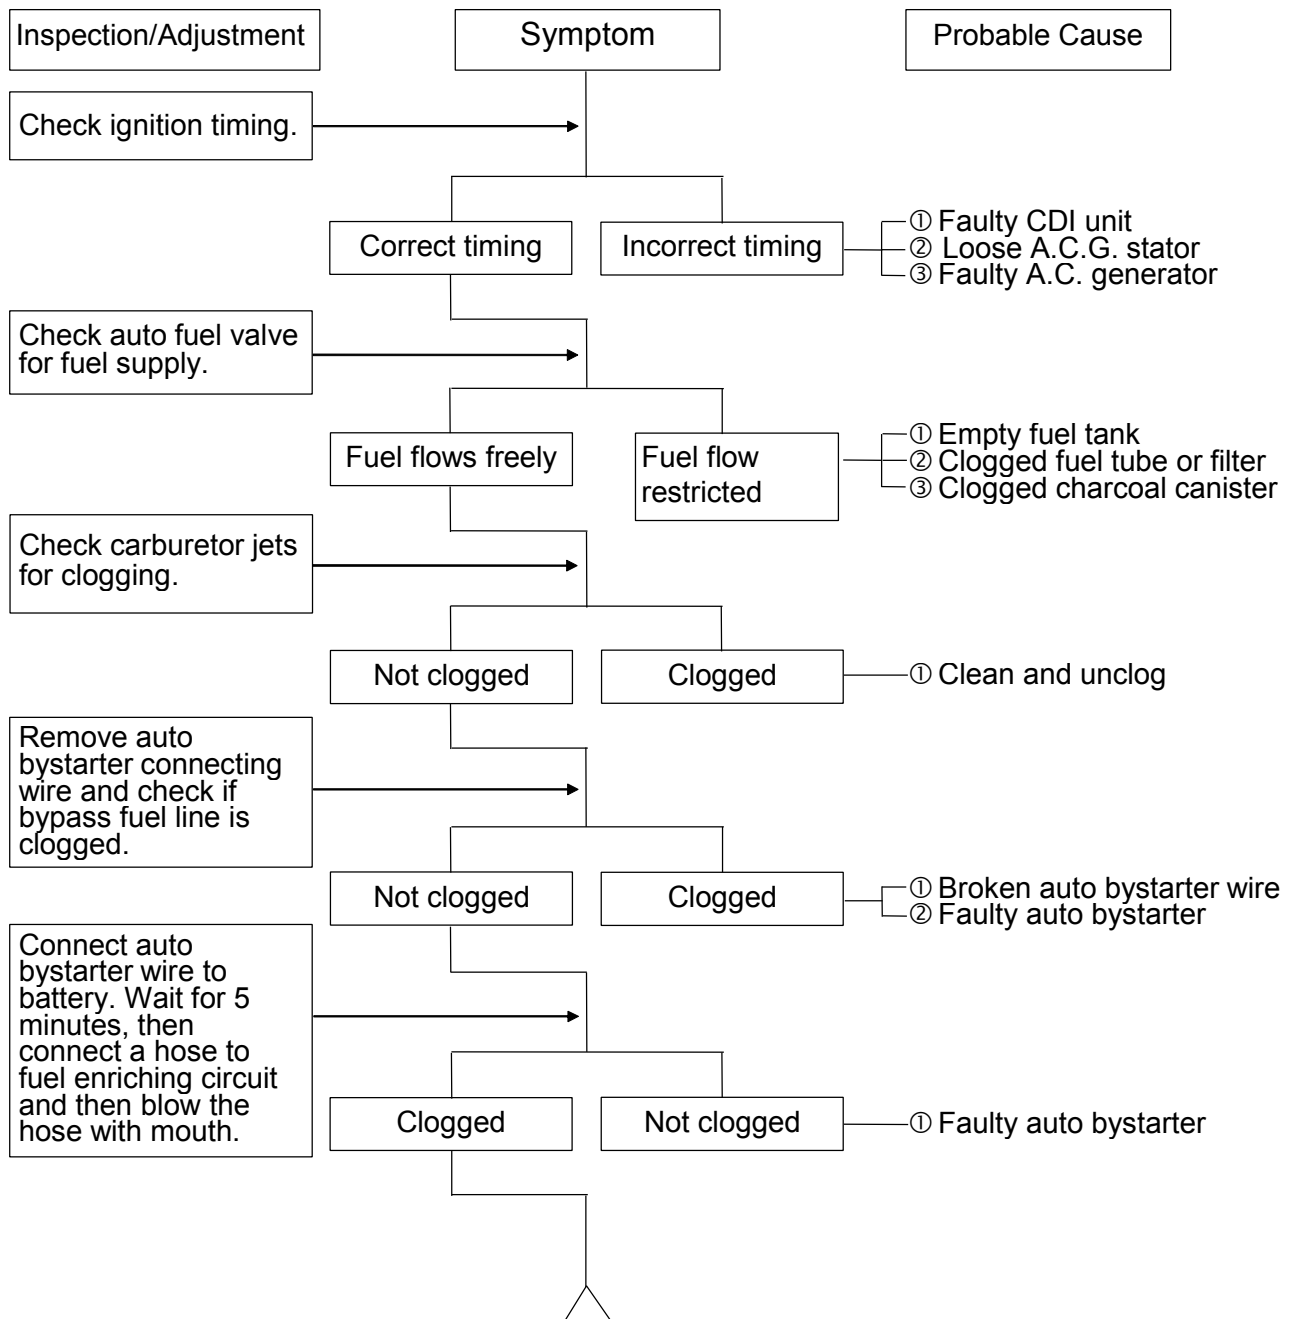 Inspection/Adjustment
Symptom
Probable Cause
Check ignition timing.
Correct timing
Incorrect timing
① Faulty CDI unit
② Loose A.C.G. stator
③ Faulty A.C. generator
Check auto fuel valve
for fuel supply.
Fuel flows freely
Fuel flow
restricted
① Empty fuel tank
② Clogged fuel tube or filter
③ Clogged charcoal canister
Check carburetor jets
for clogging.
Not clogged
Clogged
① Clean and unclog
Remove auto
bystarter connecting
wire and check if
bypass fuel line is
clogged.
Not clogged
Clogged
① Broken auto bystarter wire
② Faulty auto bystarter
Connect auto
bystarter wire to
battery. Wait for 5
minutes, then
connect a hose to
fuel enriching circuit
and then blow the
hose with mouth.
Clogged
Not clogged
① Faulty auto bystarter